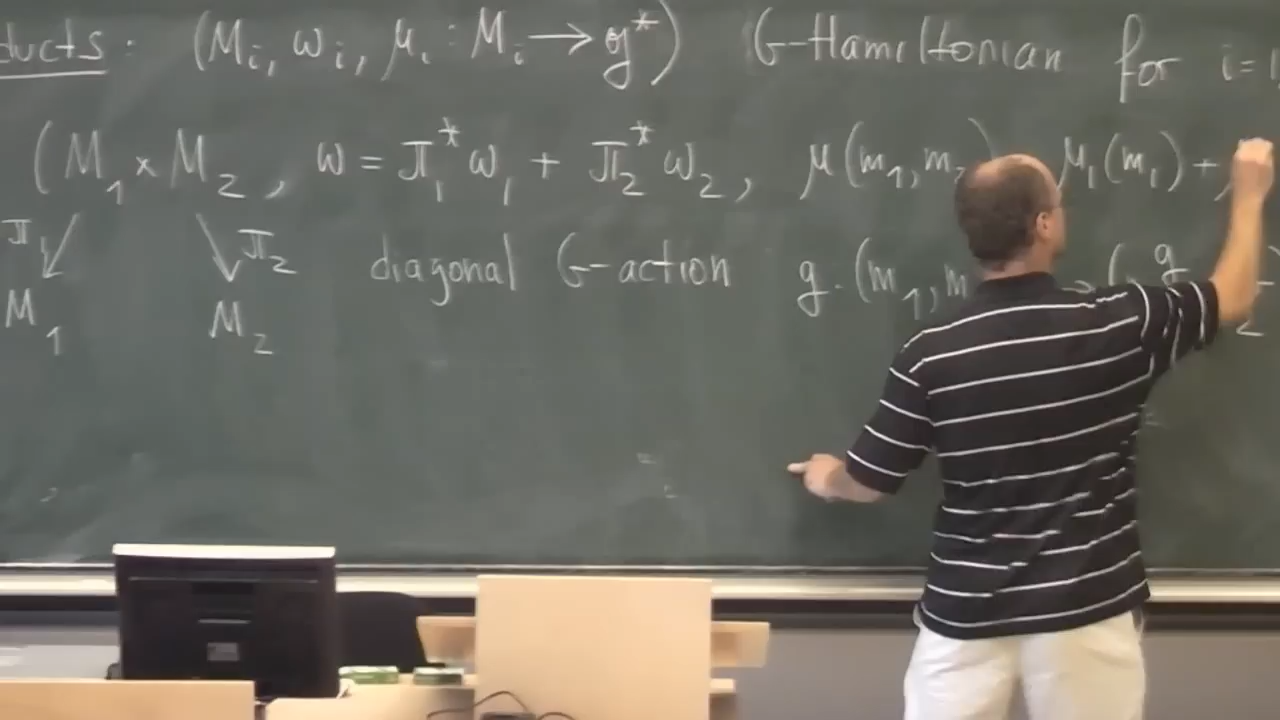 ducts: (Mᵢ, ωᵢ, μᵢ : Mᵢ → 𝔤*) G-Hamiltonian for i = 1,
(M₁ × M₂, ω = π₁* ω₁ + π₂* ω₂, μ(m₁, m₂) μ₁(m₁) +
π₁ π₂ diagonal G-action g · (m₁, m
M₁ M₂